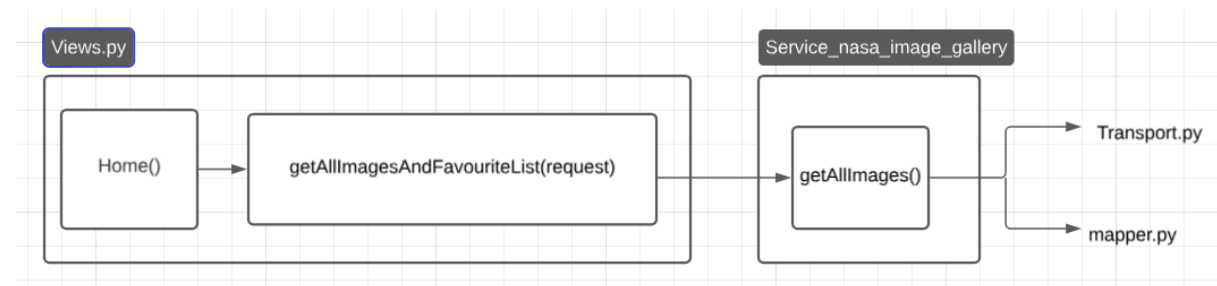 Views.py
Service_nasa_image_gallery
Home()
getAllImagesAndFavouriteList(request)
getAllImages()
Transport.py
mapper.py